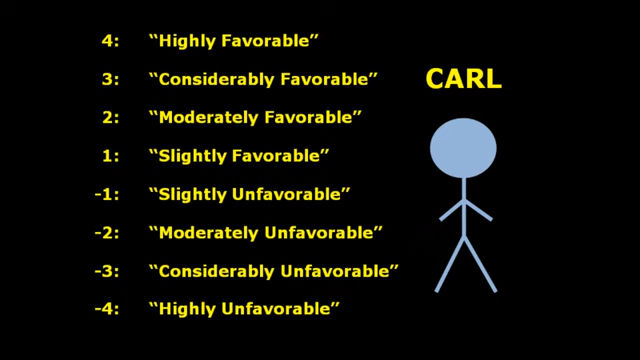 4: “Highly Favorable”
3: “Considerably Favorable”
CARL
2: “Moderately Favorable”
1: “Slightly Favorable”
-1: “Slightly Unfavorable”
-2: “Moderately Unfavorable”
-3: “Considerably Unfavorable”
-4: “Highly Unfavorable”